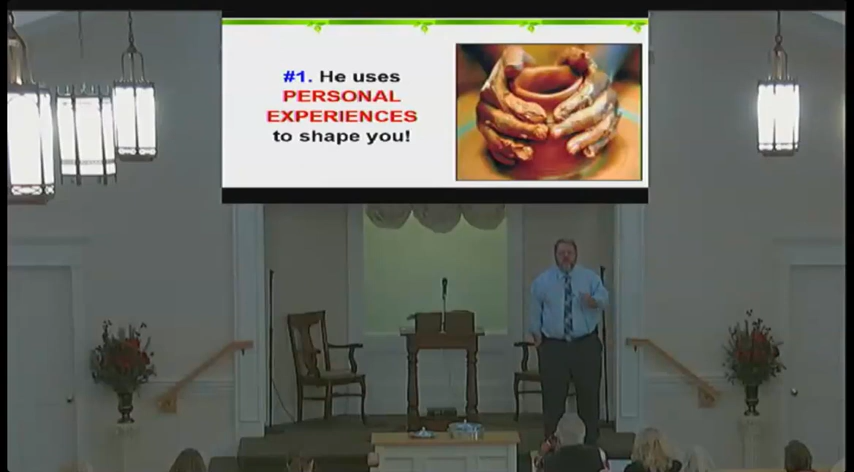 #1. He uses
PERSONAL
EXPERIENCES
to shape you!